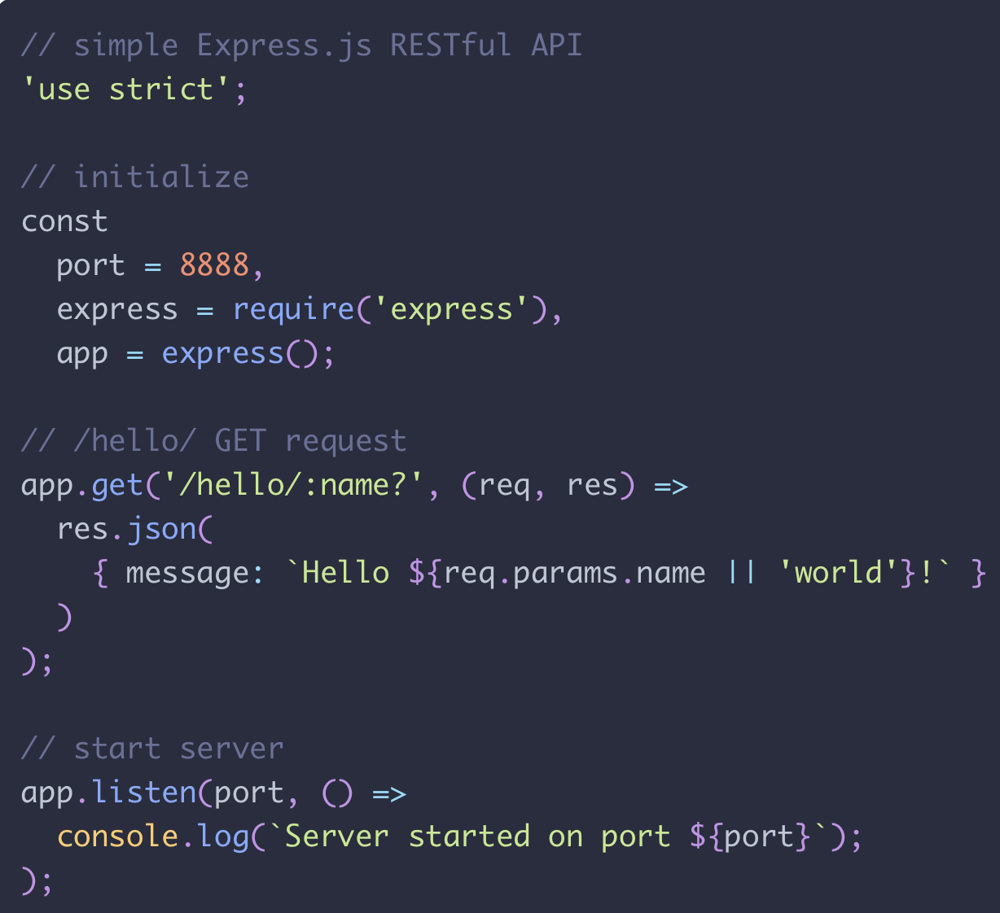 // simple Express.js RESTful API
'use strict';

// initialize
const
  port = 8888,
  express = require('express'),
  app = express();

// /hello/ GET request
app.get('/hello/:name?', (req, res) =>
  res.json(
    { message: `Hello ${req.params.name || 'world'}!` }
  )
);

// start server
app.listen(port, () =>
  console.log(`Server started on port ${port}`);
);